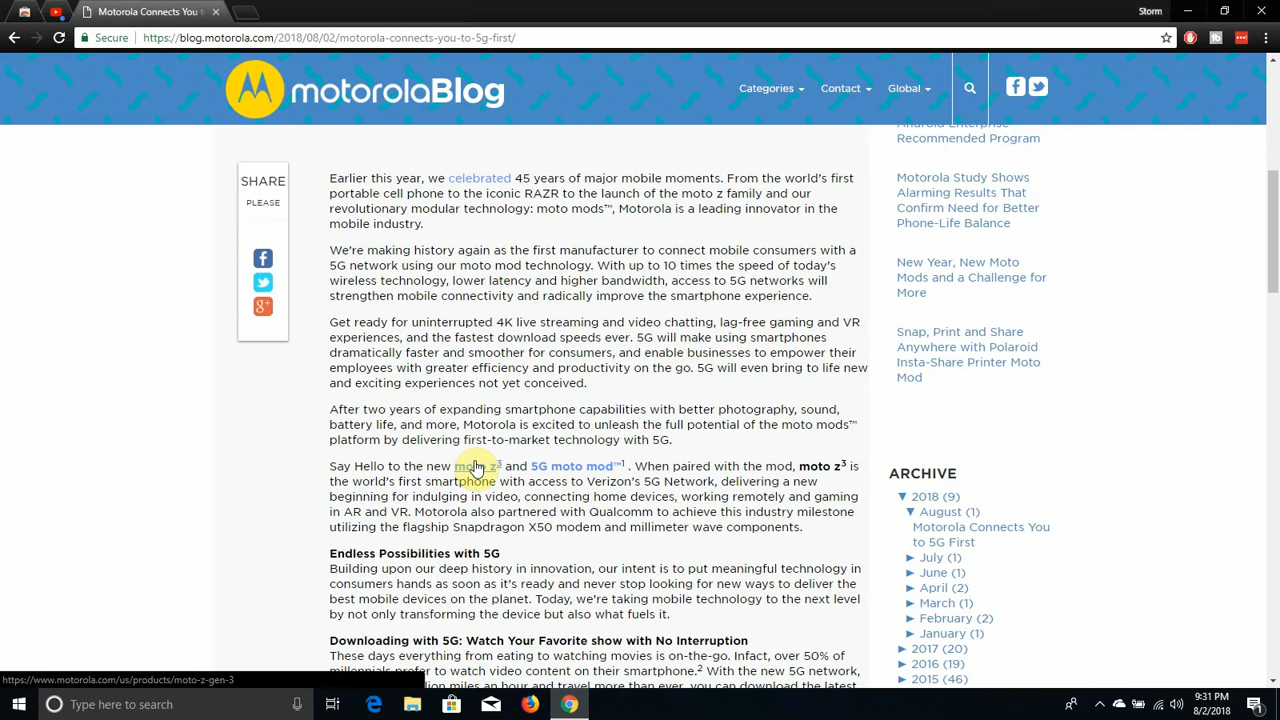 Motorola Connects You t
Storm
Secure
https://blog.motorola.com/2018/08/02/motorola-connects-you-to-5g-first/
motorolaBlog
Categories
Contact
Global
Android Enterprise
Recommended Program
Motorola Study Shows
Alarming Results That
Confirm Need for Better
Phone-Life Balance
New Year, New Moto
Mods and a Challenge for
More
Snap, Print and Share
Anywhere with Polaroid
Insta-Share Printer Moto
Mod
SHARE
PLEASE
Earlier this year, we celebrated 45 years of major mobile moments. From the world's first
portable cell phone to the iconic RAZR to the launch of the moto z family and our
revolutionary modular technology: moto mods™, Motorola is a leading innovator in the
mobile industry.
We're making history again as the first manufacturer to connect mobile consumers with a
5G network using our moto mod technology. With up to 10 times the speed of today's
wireless technology, lower latency and higher bandwidth, access to 5G networks will
strengthen mobile connectivity and radically improve the smartphone experience.
Get ready for uninterrupted 4K live streaming and video chatting, lag-free gaming and VR
experiences, and the fastest download speeds ever. 5G will make using smartphones
dramatically faster and smoother for consumers, and enable businesses to empower their
employees with greater efficiency and productivity on the go. 5G will even bring to life new
and exciting experiences not yet conceived.
After two years of expanding smartphone capabilities with better photography, sound,
battery life, and more, Motorola is excited to unleash the full potential of the moto mods™
platform by delivering first-to-market technology with 5G.
Say Hello to the new moto z³ and 5G moto mod™¹ . When paired with the mod, moto z³ is
the world's first smartphone with access to Verizon's 5G Network, delivering a new
beginning for indulging in video, connecting home devices, working remotely and gaming
in AR and VR. Motorola also partnered with Qualcomm to achieve this industry milestone
utilizing the flagship Snapdragon X50 modem and millimeter wave components.
Endless Possibilities with 5G
Building upon our deep history in innovation, our intent is to put meaningful technology in
consumers hands as soon as it's ready and never stop looking for new ways to deliver the
best mobile devices on the planet. Today, we're taking mobile technology to the next level
by not only transforming the device but also what fuels it.
Downloading with 5G: Watch Your Favorite show with No Interruption
These days everything from eating to watching movies is on-the-go. Infact, over 50% of
millennials prefer to watch video content on their smartphone.² With the new 5G network,
million miles an hour and travel more than ever, you can download the latest
ARCHIVE
▼ 2018 (9)
▼ August (1)
Motorola Connects You
to 5G First
► July (1)
► June (1)
► April (2)
► March (1)
► February (2)
► January (1)
► 2017 (20)
► 2016 (19)
► 2015 (46)
https://www.motorola.com/us/products/moto-z-gen-3
Type here to search
9:31 PM
8/2/2018
1